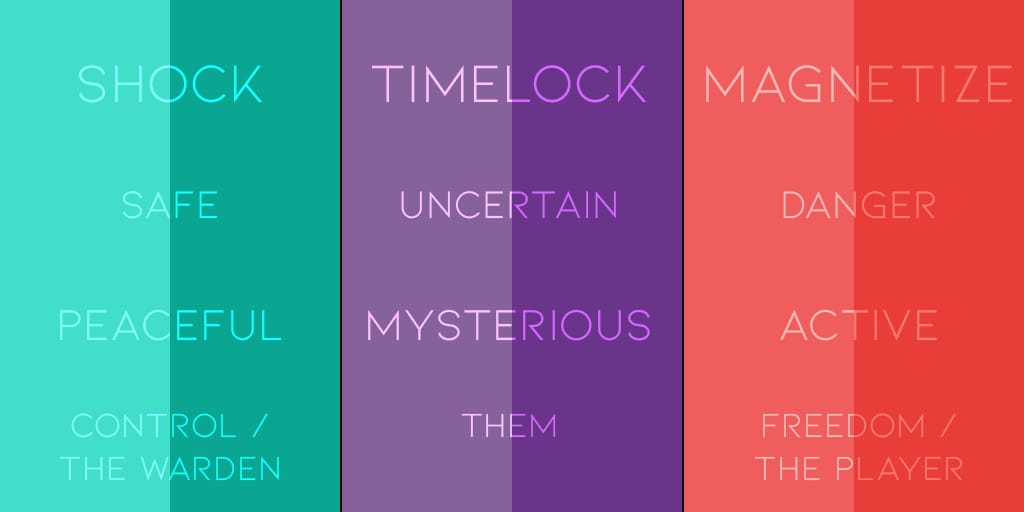 SHOCK
SAFE
PEACEFUL
CONTROL /
THE WARDEN
TIMELOCK
UNCERTAIN
MYSTERIOUS
THEM
MAGNETIZE
DANGER
ACTIVE
FREEDOM /
THE PLAYER